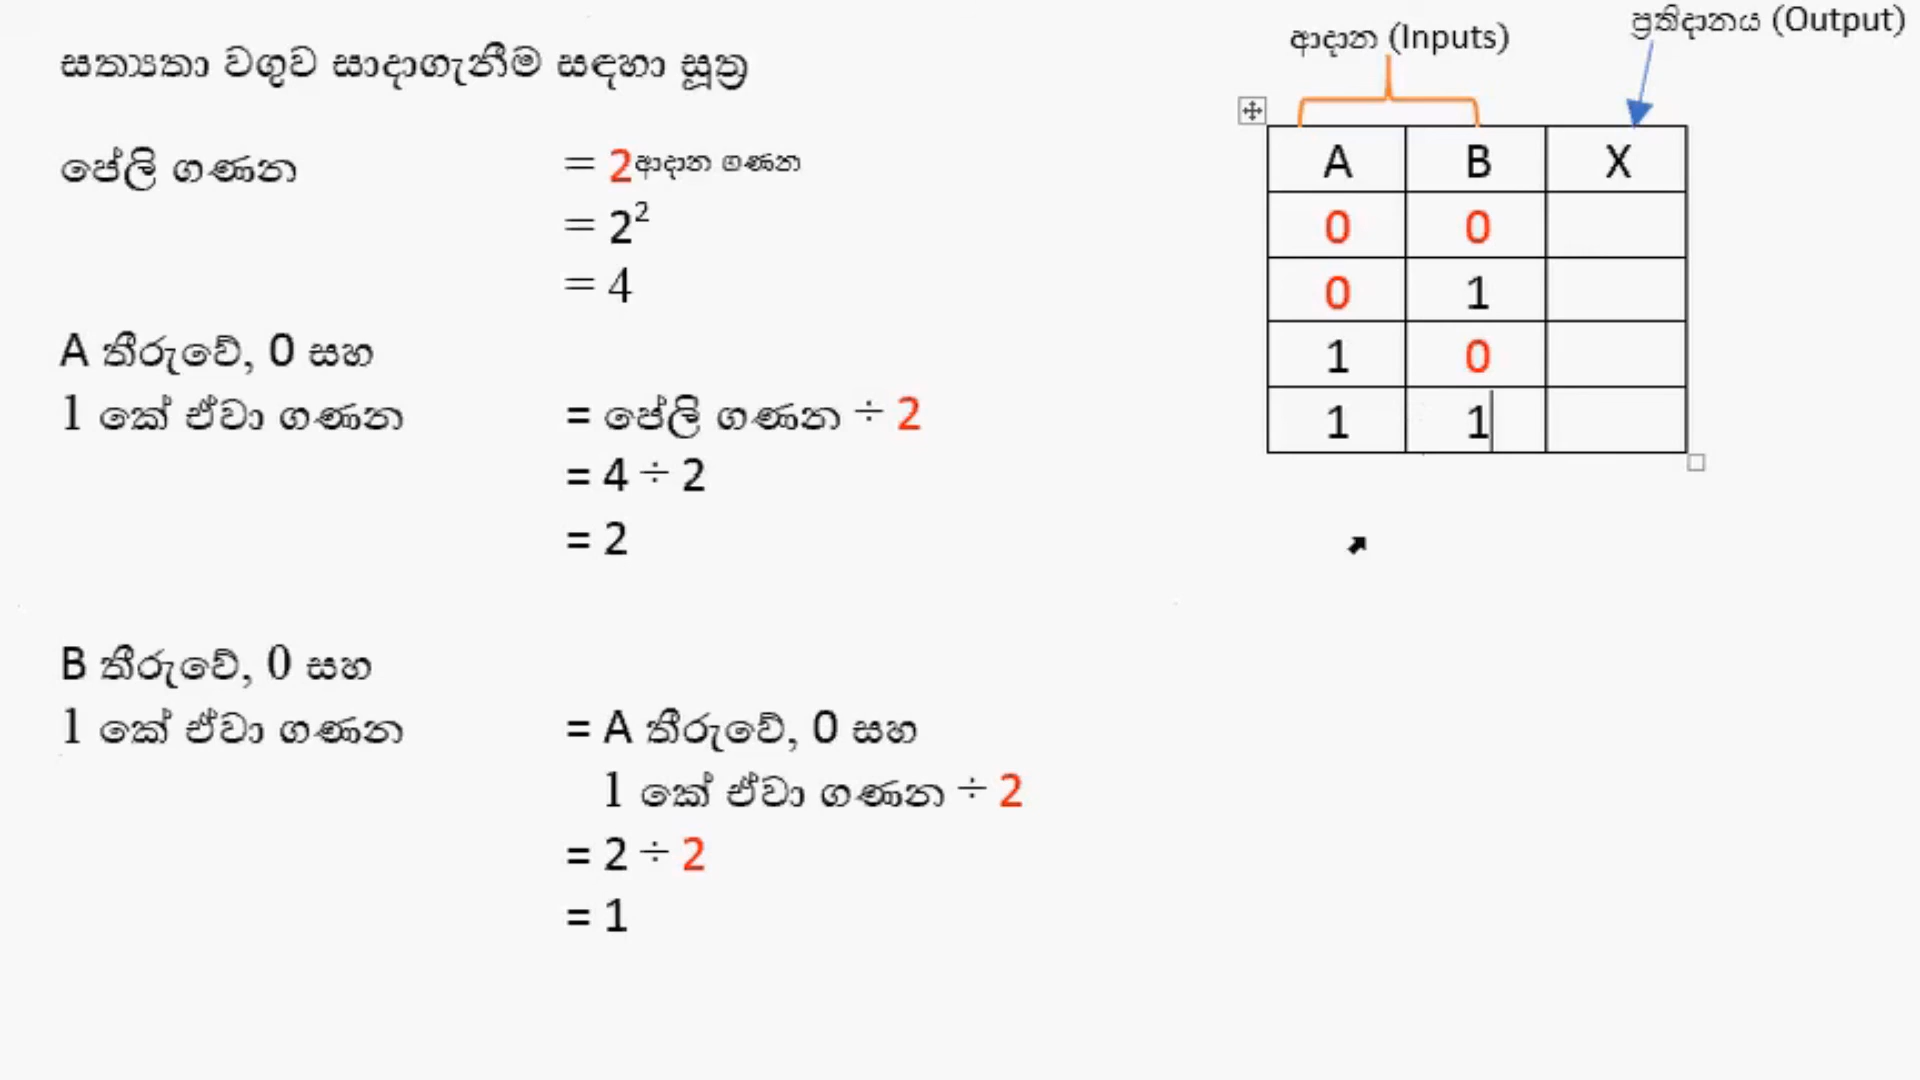 සත්‍යතා වගුව සාදාගැනීම සඳහා සූත්‍ර
පේලි ගණන = 2^ආදාන ගණන
= 2²
= 4
A තීරුවේ, 0 සහ
1 කේ ඒවා ගණන = පේලි ගණන ÷ 2
= 4 ÷ 2
= 2
B තීරුවේ, 0 සහ
1 කේ ඒවා ගණන = A තීරුවේ, 0 සහ
1 කේ ඒවා ගණන ÷ 2
= 2 ÷ 2
= 1
ආදාන (Inputs)
ප්‍රතිදානය (Output)
A B X
0 0
0 1
1 0
1 1